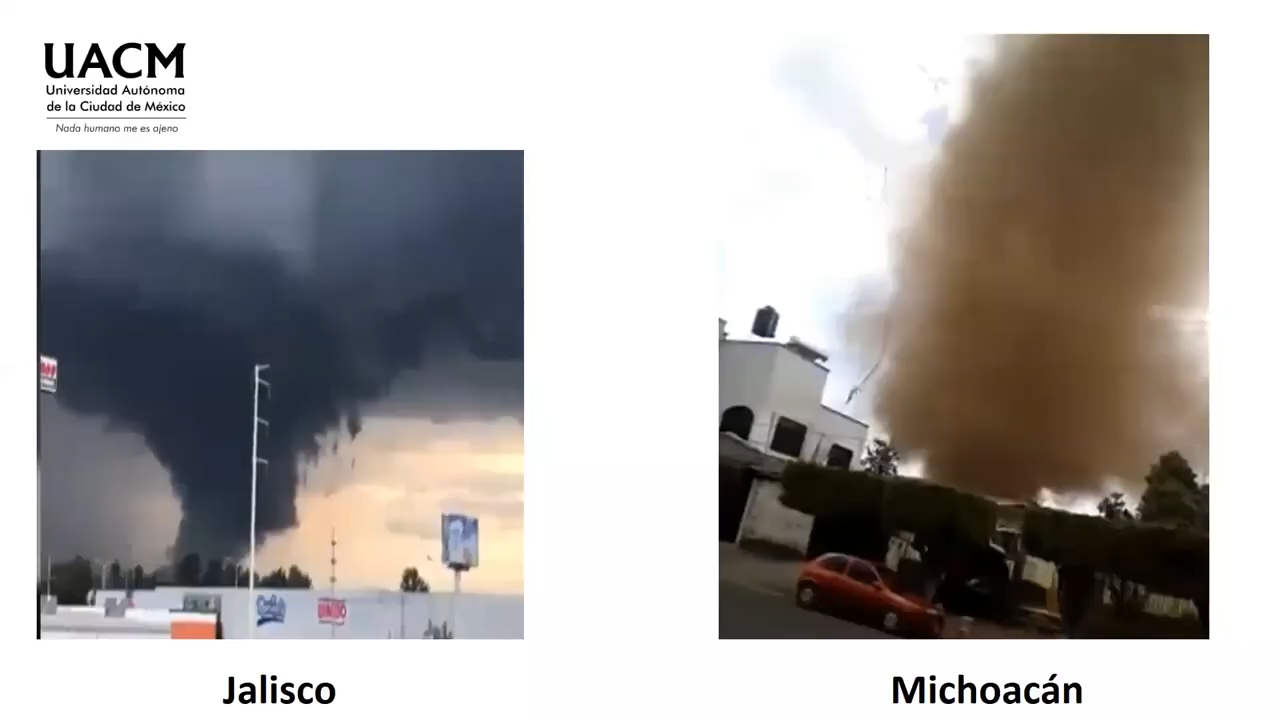 UACM
Universidad Autónoma
de la Ciudad de México
Nada humano me es ajeno
Jalisco
Michoacán